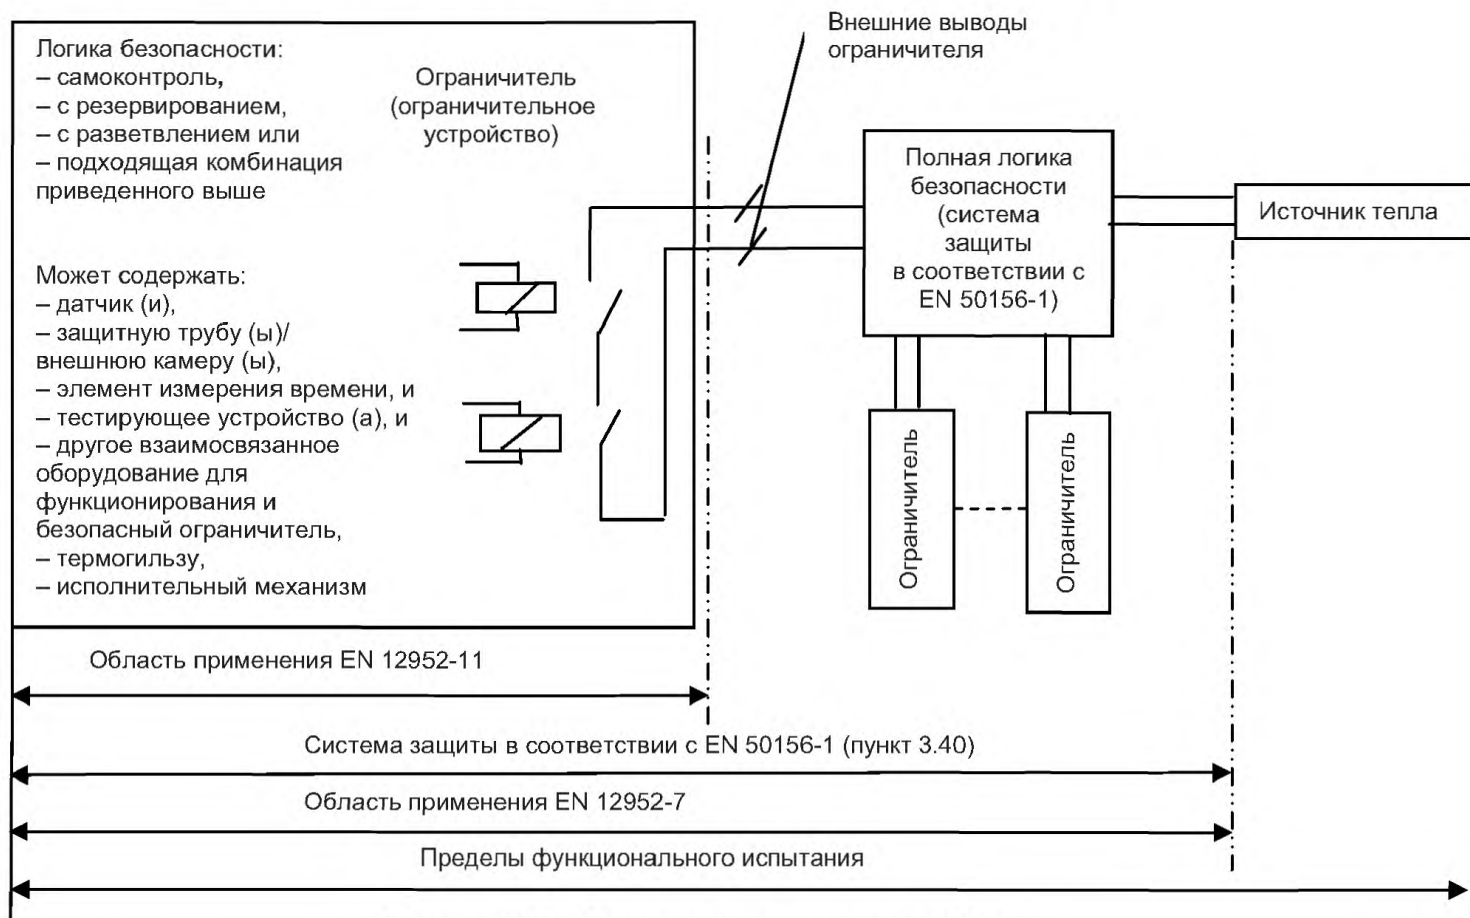 Логика безопасности:
– самоконтроль,
– с резервированием,
– с разветвлением или
– подходящая комбинация
приведенного выше
Может содержать:
– датчик (и),
– защитную трубу (ы)/
внешнюю камеру (ы),
– элемент измерения времени, и
– тестирующее устройство (а), и
– другое взаимосвязанное
оборудование для
функционирования и
безопасный ограничитель,
– термогильзу,
– исполнительный механизм
Ограничитель
(ограничительное
устройство)
Внешние выводы
ограничителя
Полная логика
безопасности
(система
защиты
в соответствии с
EN 50156-1)
Источник тепла
Ограничитель
Ограничитель
Область применения EN 12952-11
Система защиты в соответствии с EN 50156-1 (пункт 3.40)
Область применения EN 12952-7
Пределы функционального испытания